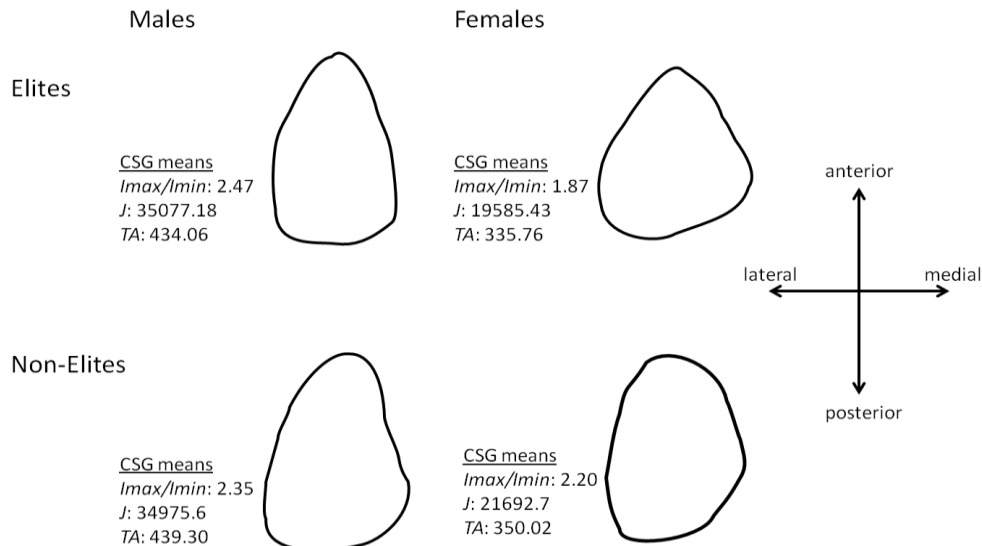 Males
Females
Elites
CSG means
Imax/Imin: 2.47
J: 35077.18
TA: 434.06
CSG means
Imax/Imin: 1.87
J: 19585.43
TA: 335.76
anterior
lateral
medial
posterior
Non-Elites
CSG means
Imax/Imin: 2.35
J: 34975.6
TA: 439.30
CSG means
Imax/Imin: 2.20
J: 21692.7
TA: 350.02